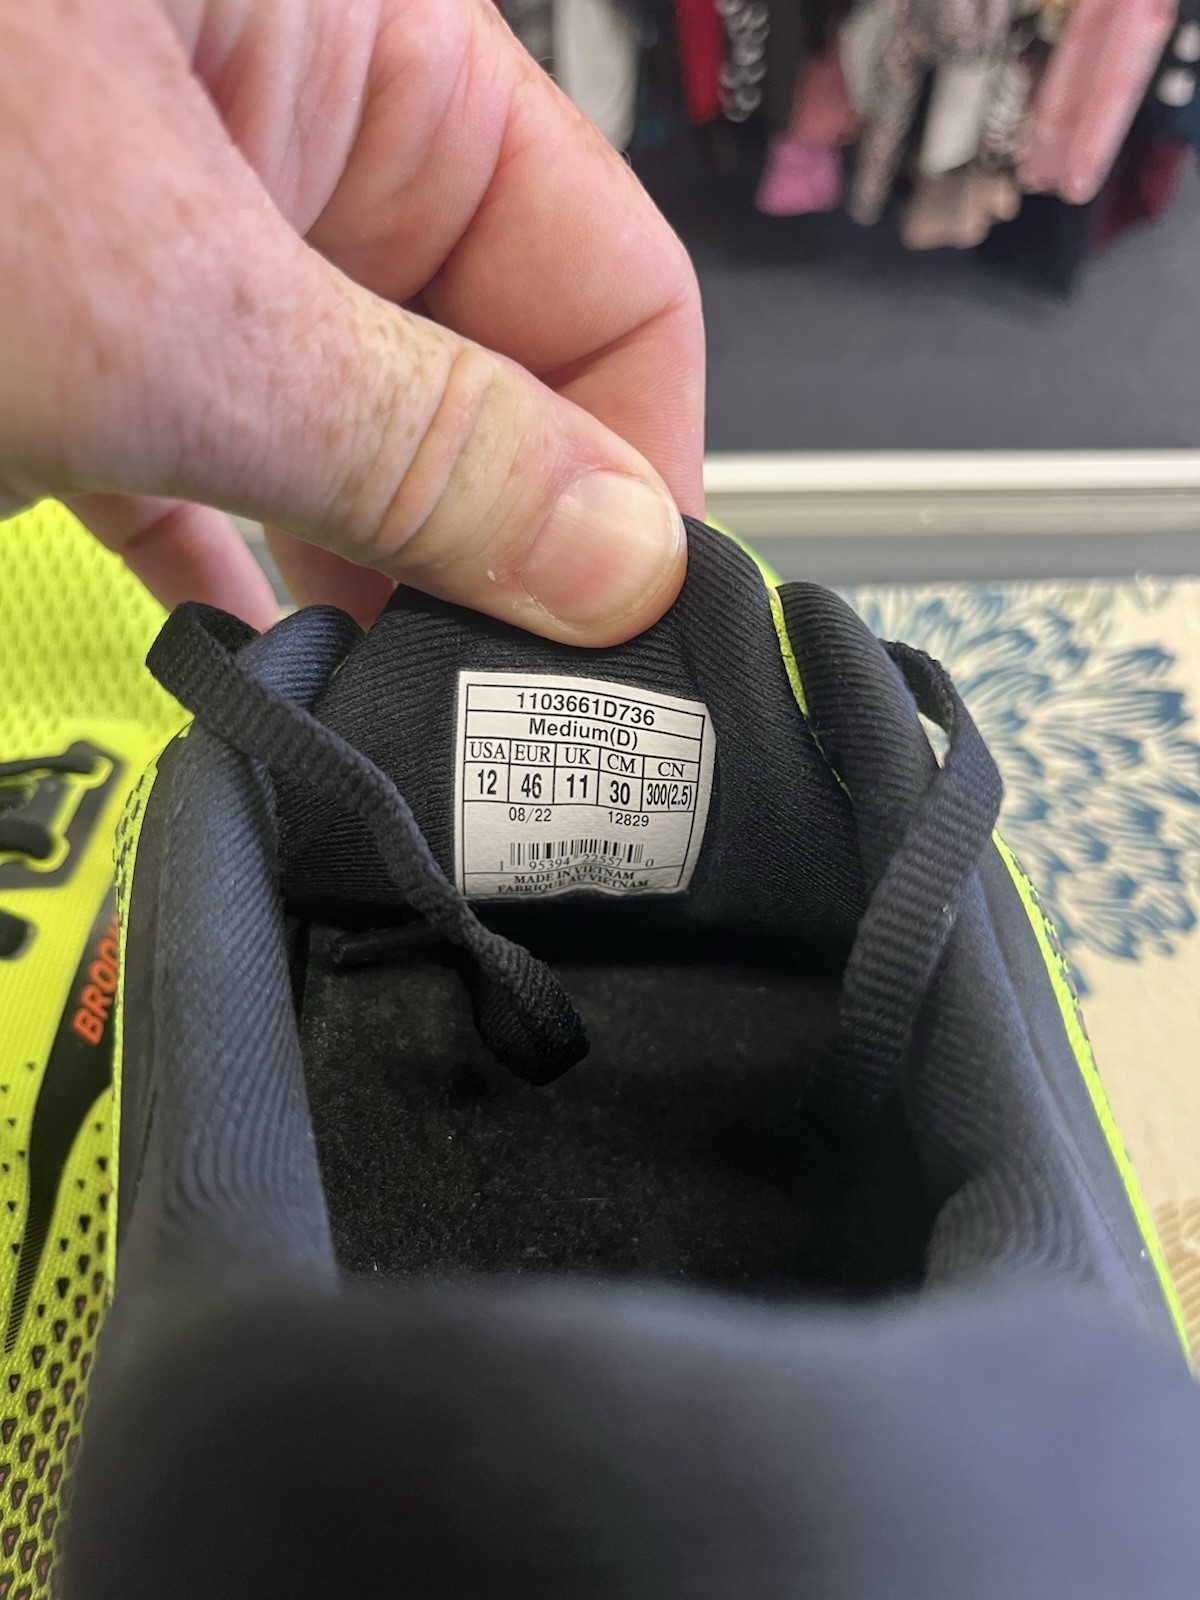 1103661D736
Medium(D)
USA EUR UK CM CN
12 46 11 30 300(2.5)
08/22 12829
1 95394 22557 0
MADE IN VIETNAM
FABRIQUE AU VIETNAM
BROO